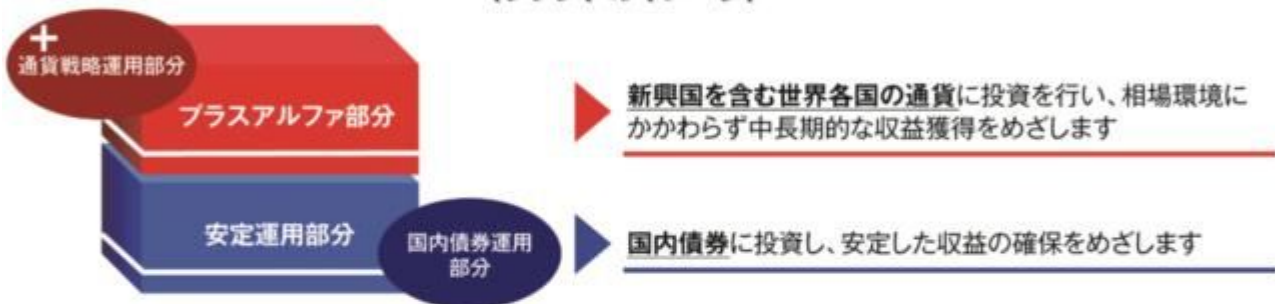 +
通貨戦略運用部分
プラスアルファ部分
新興国を含む世界各国の通貨に投資を行い、相場環境に
かかわらず中長期的な収益獲得をめざします
安定運用部分
国内債券運用
部分
国内債券に投資し、安定した収益の確保をめざします